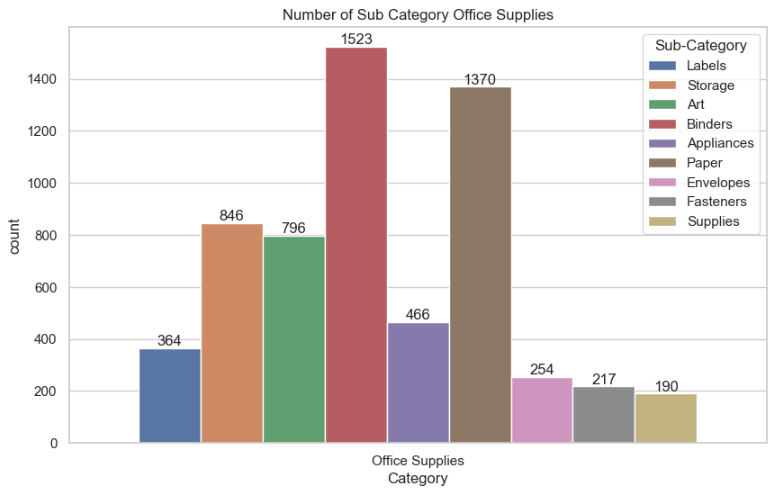 Number of Sub Category Office Supplies
1523
1370
846
796
466
364
254
217
190
Sub-Category
Labels
Storage
Art
Binders
Appliances
Paper
Envelopes
Fasteners
Supplies
count
1400
1200
1000
800
600
400
200
0
Office Supplies
Category